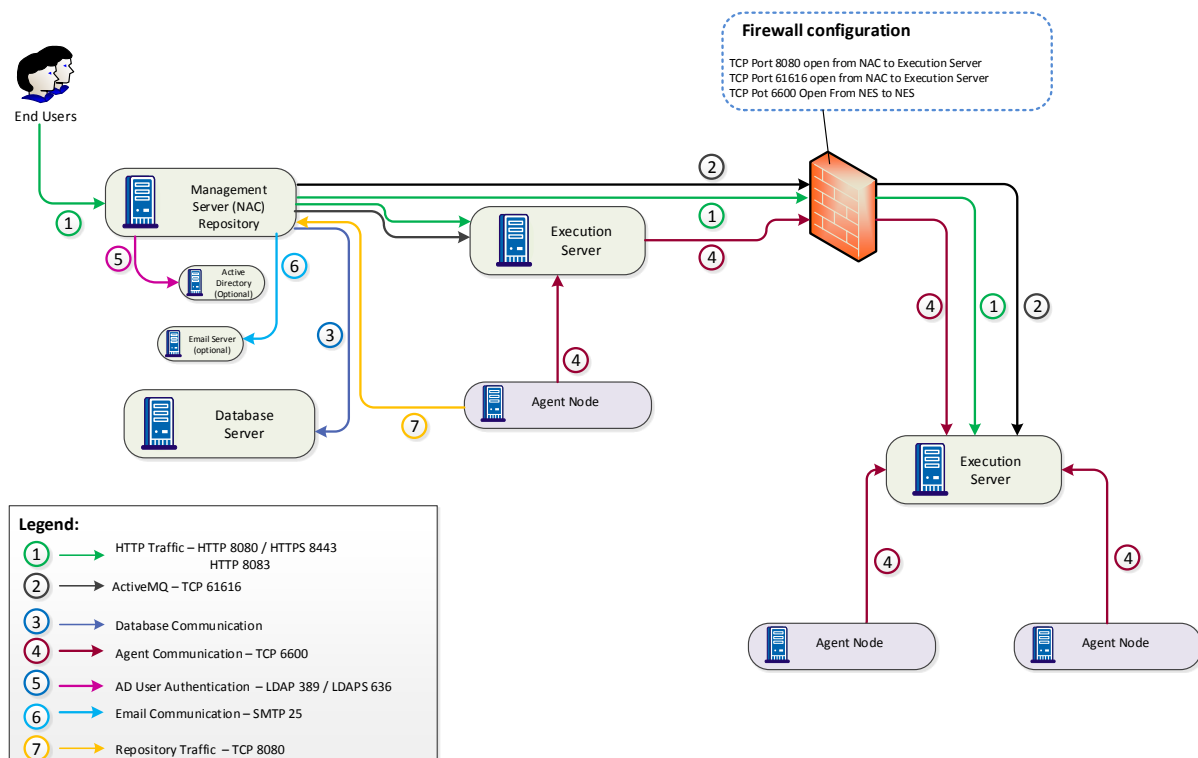 Firewall configuration
TCP Port 8080 open from NAC to Execution Server
TCP Port 61616 open from NAC to Execution Server
TCP Pot 6600 Open From NES to NES
End Users
1
Management
Server (NAC)
Repository
2
1
Execution
Server
4
5
6
Active
Directory
(Optional)
Email Server
(optional)
3
4
4
1
2
Database
Server
7
Agent Node
Execution
Server
4
4
Agent Node
Agent Node
Legend:
1 HTTP Traffic – HTTP 8080 / HTTPS 8443
HTTP 8083
2 ActiveMQ – TCP 61616
3 Database Communication
4 Agent Communication – TCP 6600
5 AD User Authentication – LDAP 389 / LDAPS 636
6 Email Communication – SMTP 25
7 Repository Traffic – TCP 8080